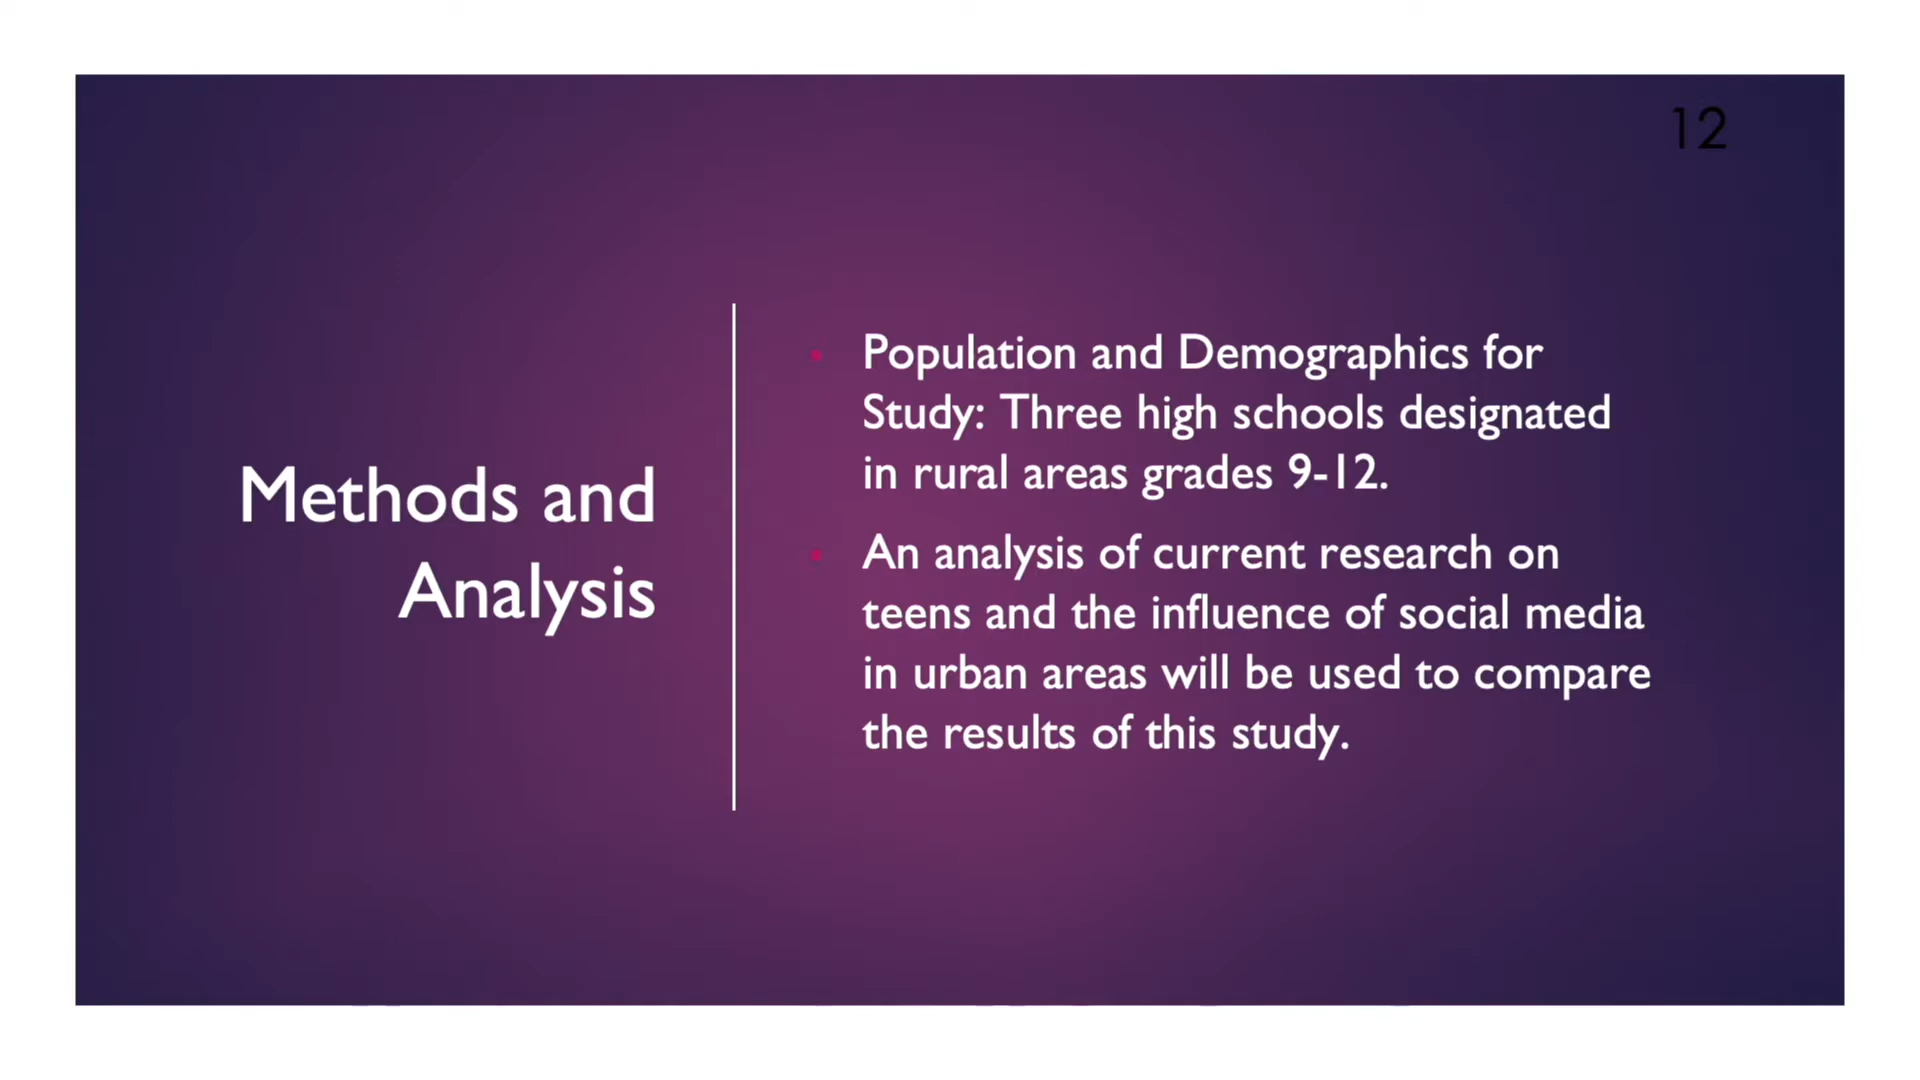 12
Methods and
Analysis
Population and Demographics for
Study: Three high schools designated
in rural areas grades 9-12.
An analysis of current research on
teens and the influence of social media
in urban areas will be used to compare
the results of this study.